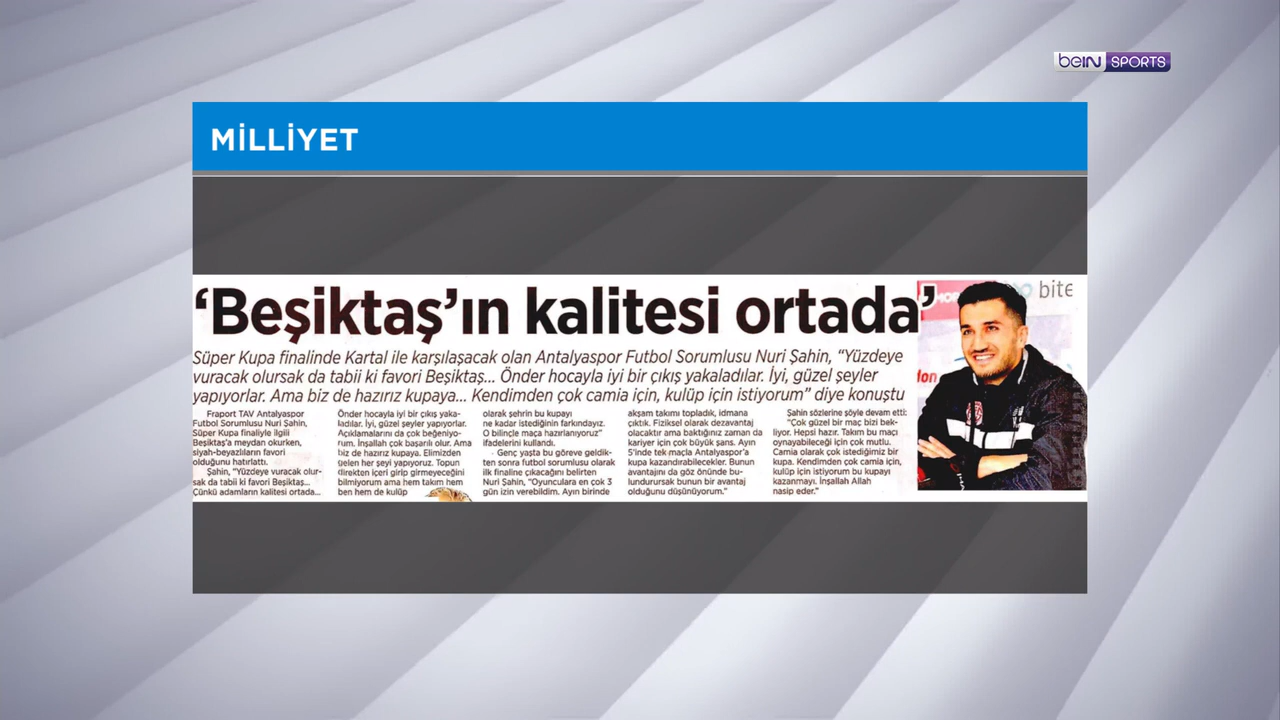 beIN SPORTS
MİLLİYET
‘Beşiktaş’ın kalitesi ortada’
Süper Kupa finalinde Kartal ile karşılaşacak olan Antalyaspor Futbol Sorumlusu Nuri Şahin, “Yüzdeye
vuracak olursak da tabii ki favori Beşiktaş... Önder hocayla iyi bir çıkış yakaladılar. İyi, güzel şeyler
yapıyorlar. Ama biz de hazırız kupaya... Kendimden çok camia için, kulüp için istiyorum” diye konuştu
Fraport TAV Antalyaspor
Futbol Sorumlusu Nuri Şahin,
Süper Kupa finaliyle ilgili
Beşiktaş’a meydan okurken,
siyah-beyazlıların favori
olduğunu hatırlattı.
Şahin, “Yüzdeye vuracak olur-
sak da tabii ki favori Beşiktaş...
Çünkü adamların kalitesi ortada...
Önder hocayla iyi bir çıkış yaka-
ladılar. İyi, güzel şeyler yapıyorlar.
Açıklamalarını da çok beğeniyo-
rum. İnşallah çok başarılı olur. Ama
biz de hazırız kupaya. Elimizden
gelen her şeyi yapıyoruz. Topun
direkten içeri girip girmeyeceğini
bilmiyorum ama hem takım hem
ben hem de kulüp
olarak şehrin bu kupayı
ne kadar istediğinin farkındayız.
O bilinçle maça hazırlanıyoruz”
ifadelerini kullandı.
Genç yaşta bu göreve geldik-
ten sonra futbol sorumlusu olarak
ilk finaline çıkacağını belirten
Nuri Şahin, “Oyunculara en çok 3
gün izin verebildim. Ayın birinde
akşam takımı topladık, idmana
çıktık. Fiziksel olarak dezavantaj
olacaktır ama baktığınız zaman da
kariyer için çok büyük şans. Ayın
5’inde tek maçla Antalyaspor’a
kupa kazandırabilecekler. Bunun
avantajını da göz önünde bu-
lundurursak bunun bir avantaj
olduğunu düşünüyorum.”
Şahin sözlerine şöyle devam etti:
“Çok güzel bir maç bizi bek-
liyor. Hepsi hazır. Takım bu maçı
oynayabileceği için çok mutlu.
Camia olarak çok istediğimiz bir
kupa. Kendimden çok camia için,
kulüp için istiyorum bu kupayı
kazanmayı. İnşallah Allah
nasip eder.”
bite